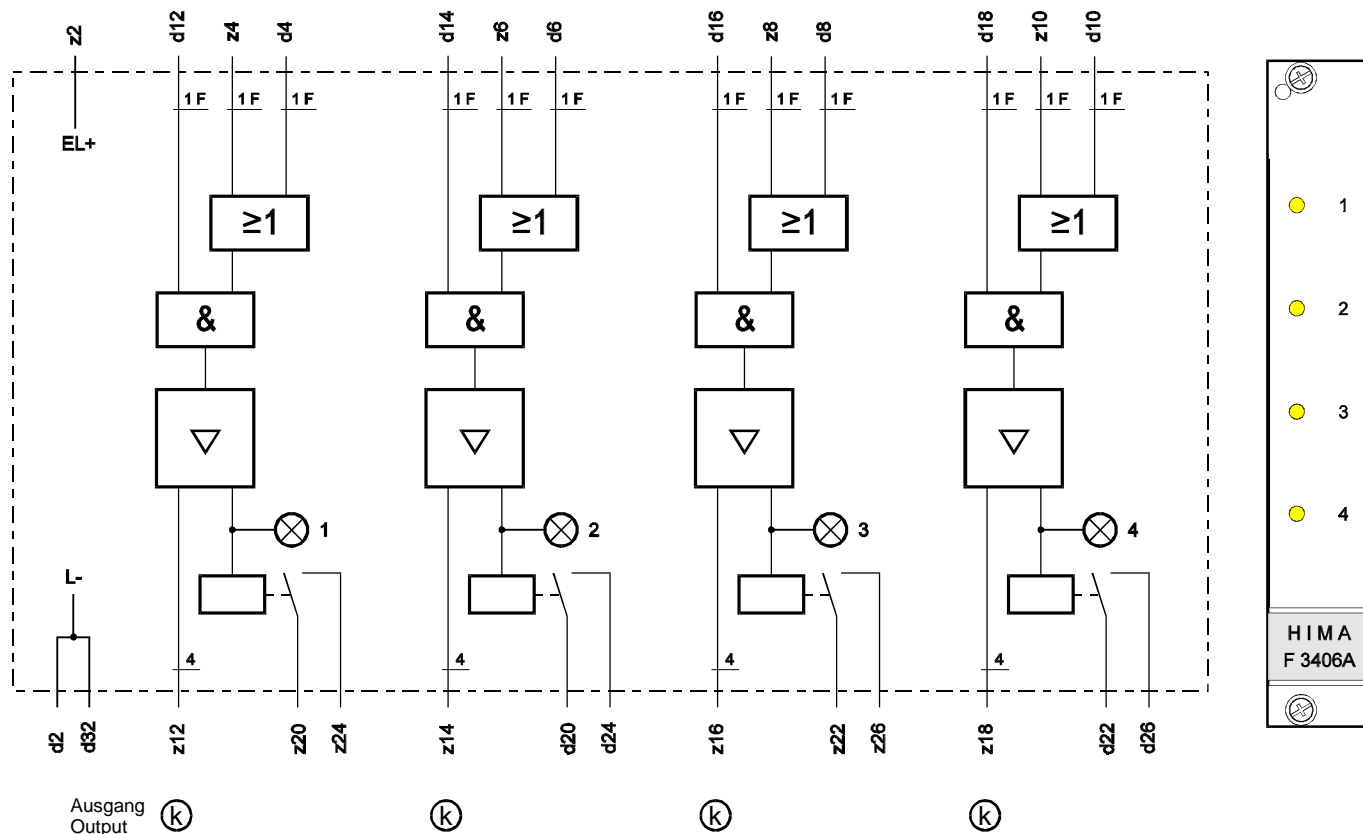 z2 d12 z4 d4 d14 z6 d6 d16 z8 d8 d18 z10 d10
1 F 1 F 1 F 1 F 1 F 1 F 1 F 1 F 1 F 1 F 1 F 1 F
EL+
≥1 ≥1 ≥1 ≥1
& & & &
1 2 3 4
L-
4 4 4 4
d2 d32 z12 z20 z24 z14 d20 d24 z16 z22 z26 z18 d22 d26
Ausgang k k k k
Output
1
2
3
4
HIMA
F 3406A